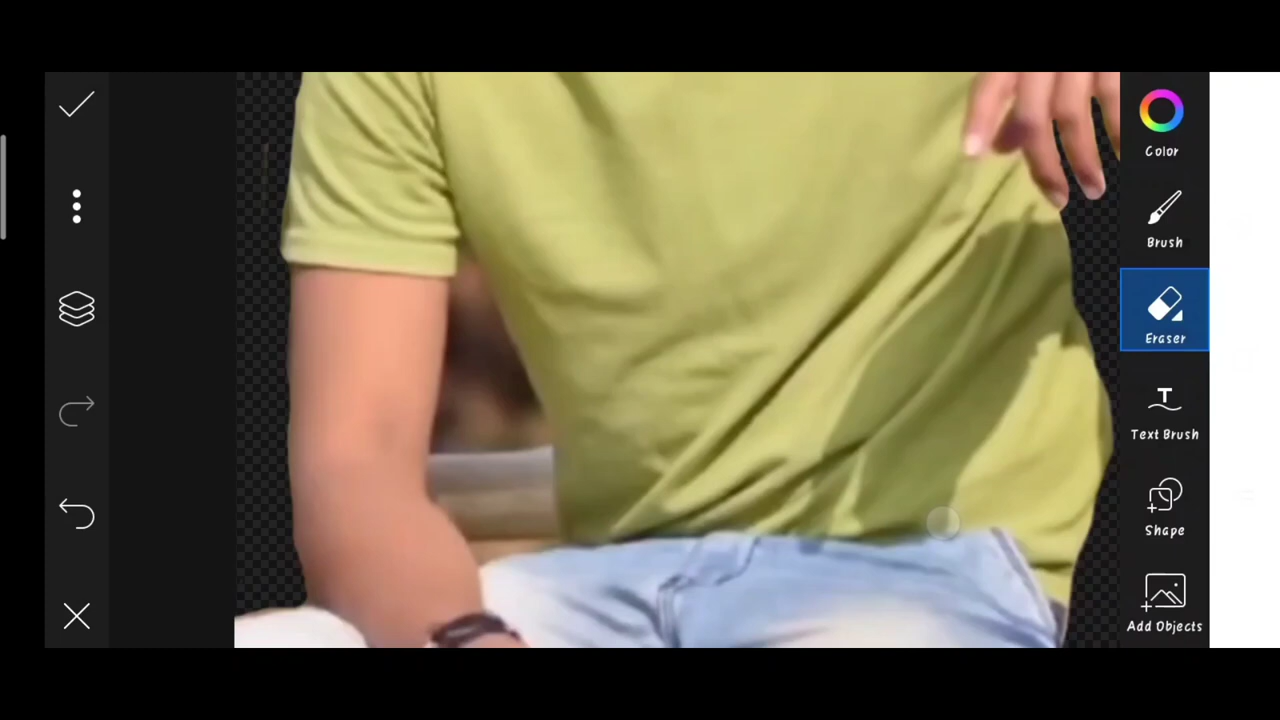 Color
Brush
Eraser
Text Brush
Shape
Add Objects